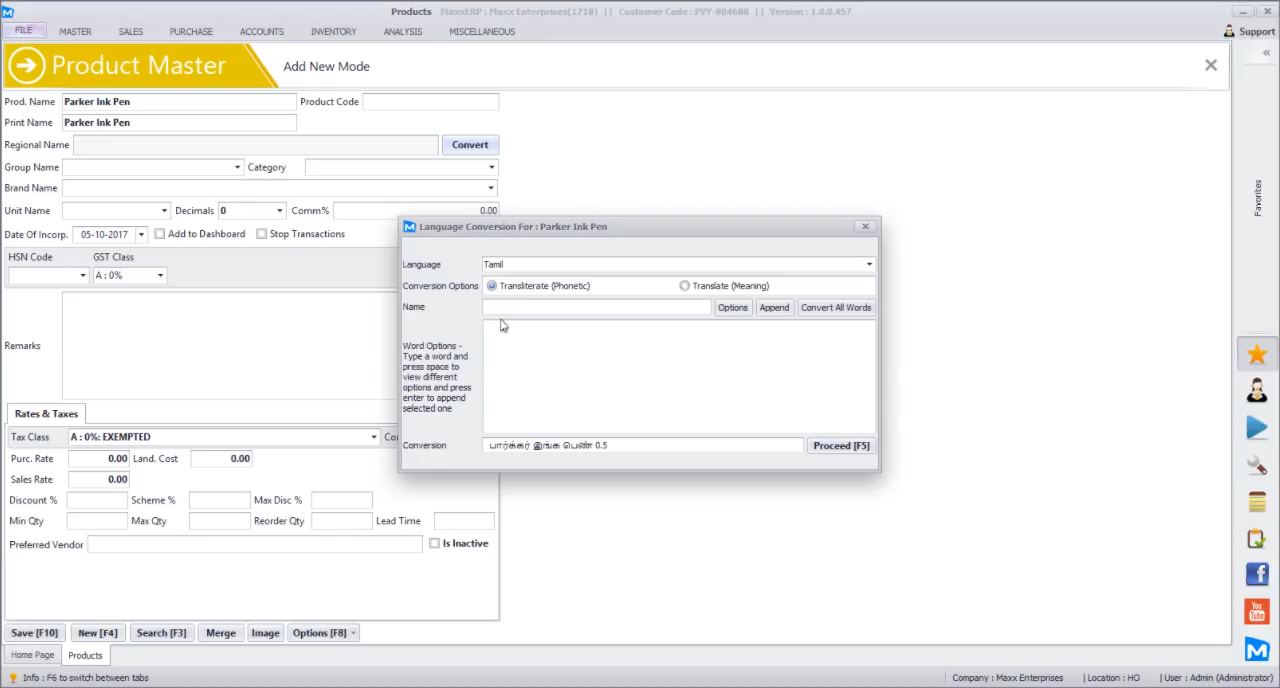 Products MaxxERP : Maxx Enterprises[1718] || Customer Code : PVY-804688 || Version : 1.0.0.457
FILE MASTER SALES PURCHASE ACCOUNTS INVENTORY ANALYSIS MISCELLANEOUS Support
Product Master Add New Mode
Prod. Name Parker Ink Pen Product Code
Print Name Parker Ink Pen
Regional Name Convert
Group Name Category
Brand Name
Unit Name Decimals 0 Comm% 0.00
Date Of Incorp. 05-10-2017 Add to Dashboard Stop Transactions
HSN Code GST Class
A : 0%
Remarks
Rates & Taxes
Tax Class A : 0%: EXEMPTED
Purc. Rate 0.00 Land. Cost 0.00
Sales Rate 0.00
Discount % Scheme % Max Disc %
Min Qty Max Qty Reorder Qty Lead Time
Preferred Vendor Is Inactive
Save [F10] New [F4] Search [F3] Merge Image Options [F8]
Home Page Products
Info : F6 to switch between tabs Company : Maxx Enterprises | Location : HO | User : Admin (Administrator)
Language Conversion For : Parker Ink Pen
Language Tamil
Conversion Options Transliterate (Phonetic) Translate (Meaning)
Name Options Append Convert All Words
Word Options -
Type a word and
press space to
view different
options and press
enter to append
selected one
Conversion பார்க்கர் இங்க பெண் 0.5 Proceed [F5]
Favorites
You
Tube